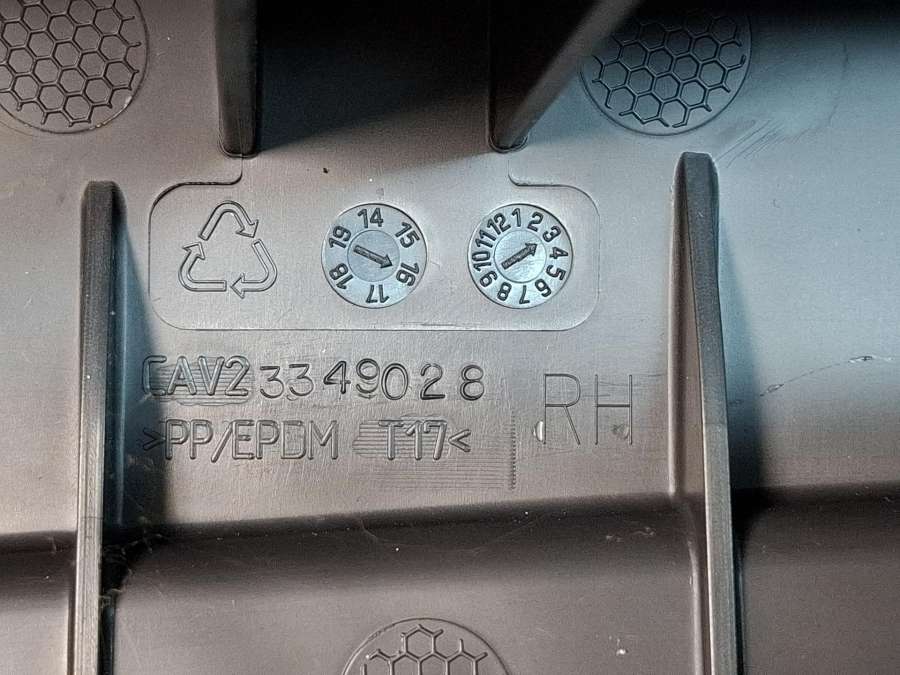 14 15 16 17 18 19
1 2 3 4 5 6 7 8 9 10 11 12
CAV2 3349028
RH
>PP/EPDM T17<